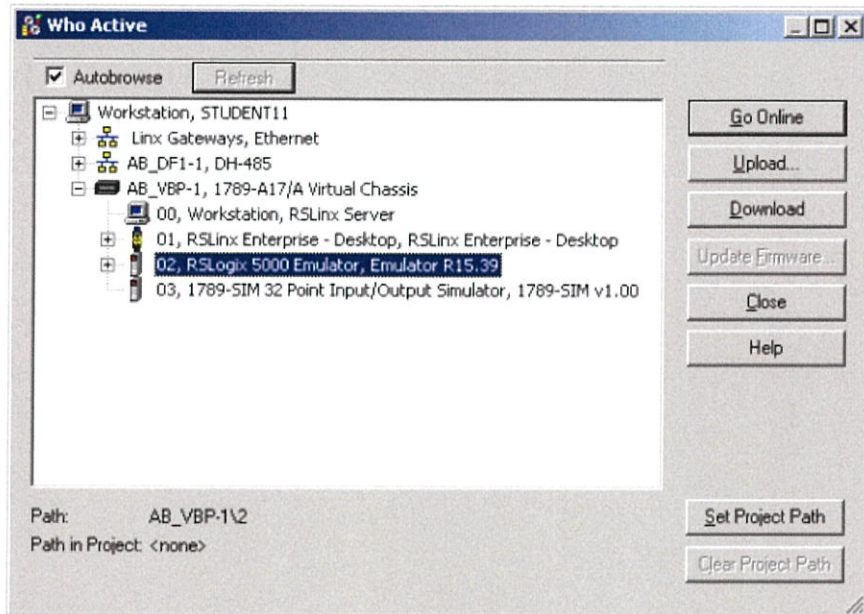 Who Active
Autobrowse
Refresh
Workstation, STUDENT11
Linx Gateways, Ethernet
AB_DF1-1, DH-485
AB_VBP-1, 1789-A17/A Virtual Chassis
00, Workstation, RSLinx Server
01, RSLinx Enterprise - Desktop, RSLinx Enterprise - Desktop
02, RSLogix 5000 Emulator, Emulator R15.39
03, 1789-SIM 32 Point Input/Output Simulator, 1789-SIM v1.00
Go Online
Upload...
Download
Update Firmware...
Close
Help
Path: AB_VBP-1\2
Path in Project: <none>
Set Project Path
Clear Project Path